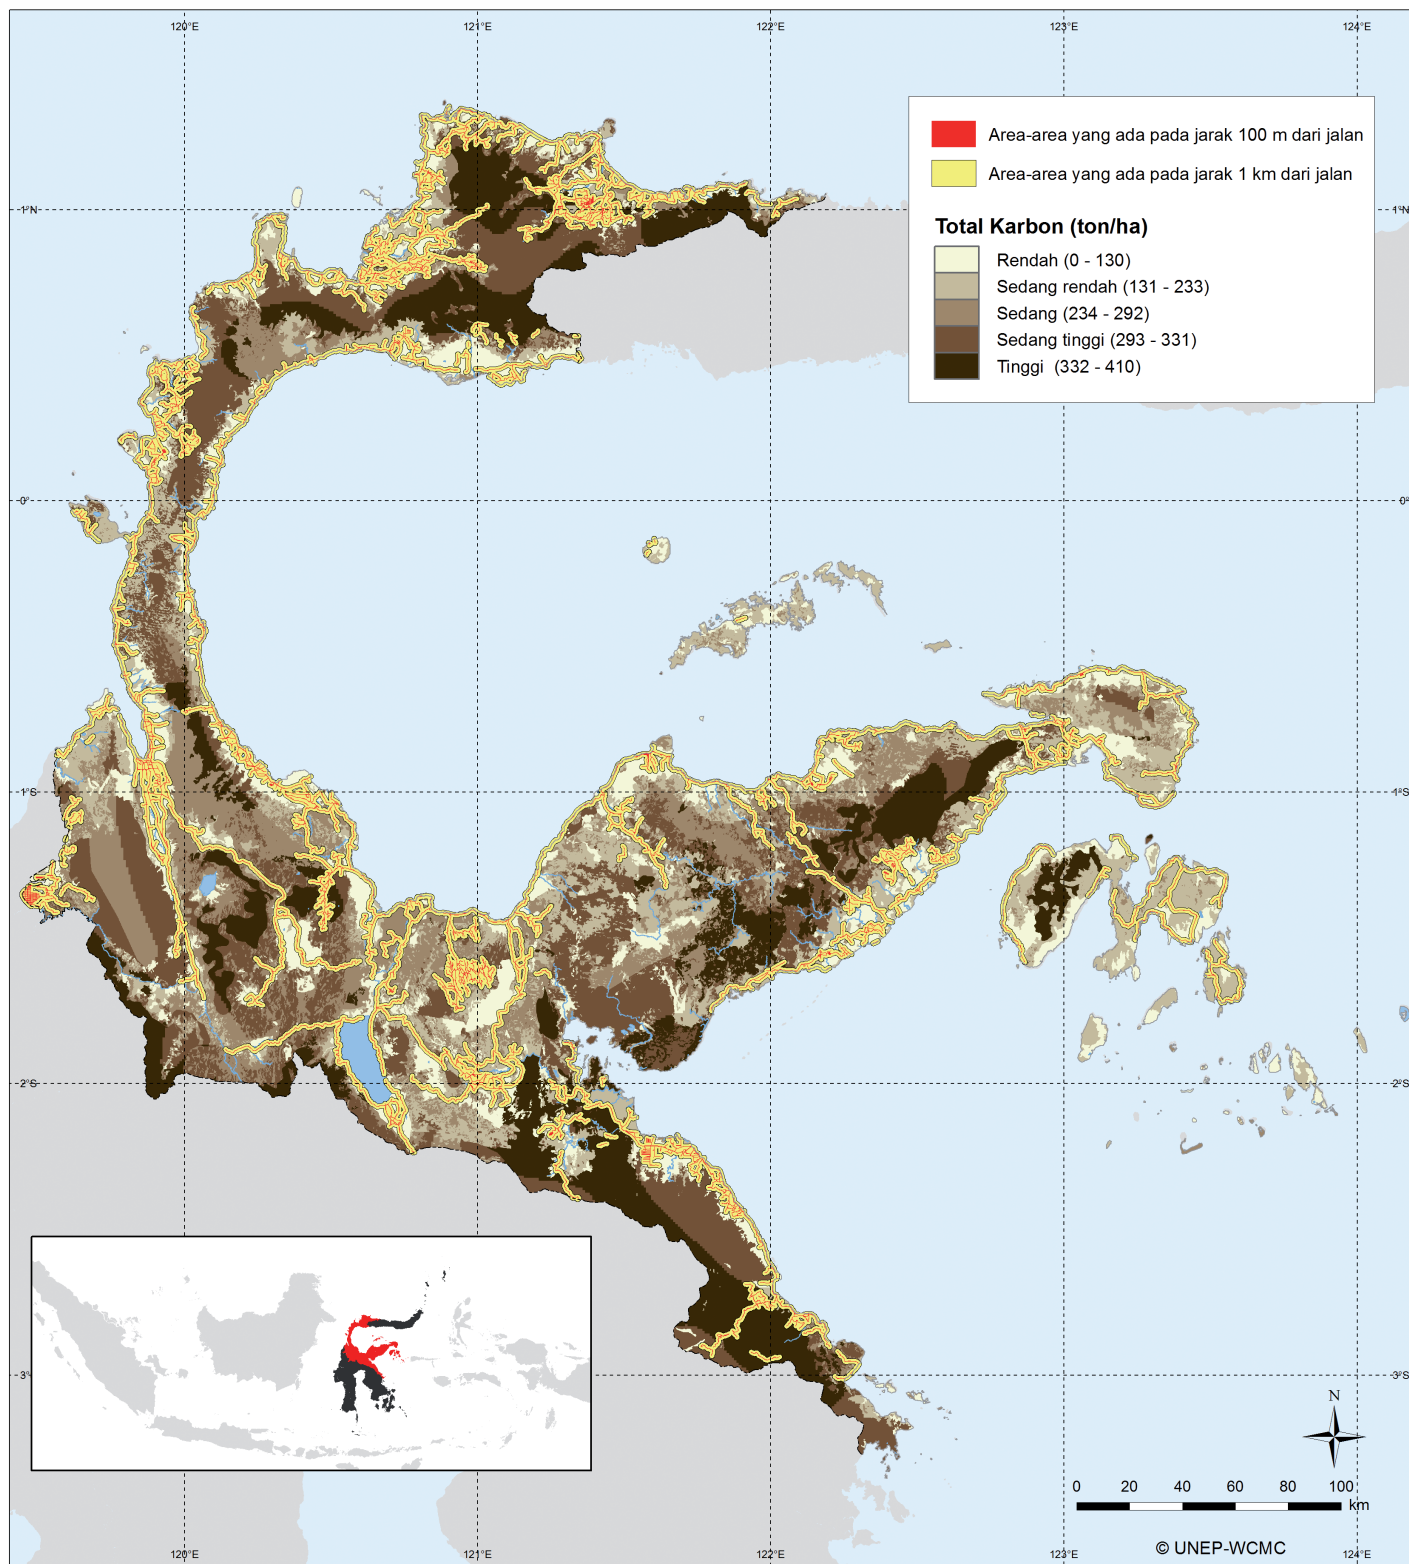 120°E
121°E
122°E
123°E
124°E
Area-area yang ada pada jarak 100 m dari jalan
Area-area yang ada pada jarak 1 km dari jalan
Total Karbon (ton/ha)
Rendah (0 - 130)
Sedang rendah (131 - 233)
Sedang (234 - 292)
Sedang tinggi (293 - 331)
Tinggi (332 - 410)
1°N
1°N
0°
0°
1°S
1°S
2°S
2°S
3°S
3°S
N
0 20 40 60 80 100
km
© UNEP-WCMC
120°E
121°E
122°E
123°E
124°E